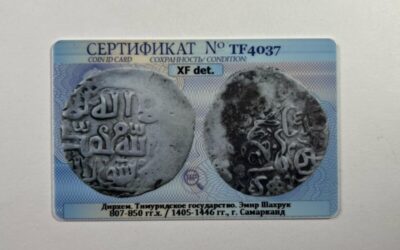 СЕРТИФИКАТ № TF4037
COIN ID CARD СОХРАННОСТЬ/ CONDITION:
XF det.
Дирхем. Тимуридское государство. Эмир Шахрук
807-850 гг.х. / 1405-1446 гг., г. Самарканд